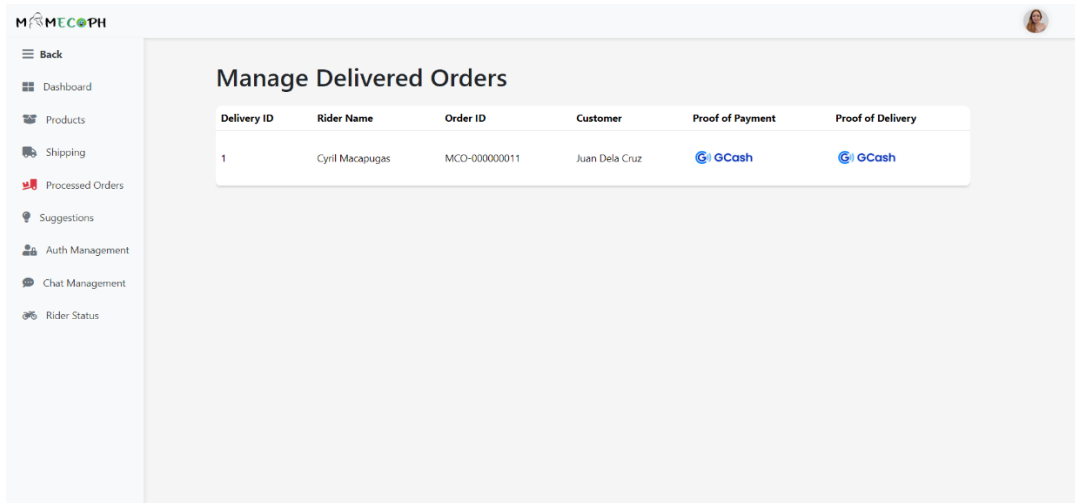 MAMECOPH
Back
Dashboard
Products
Shipping
Processed Orders
Suggestions
Auth Management
Chat Management
Rider Status
Manage Delivered Orders
Delivery ID Rider Name Order ID Customer Proof of Payment Proof of Delivery
1 Cyril Macapugas MCO-000000011 Juan Dela Cruz GCash GCash